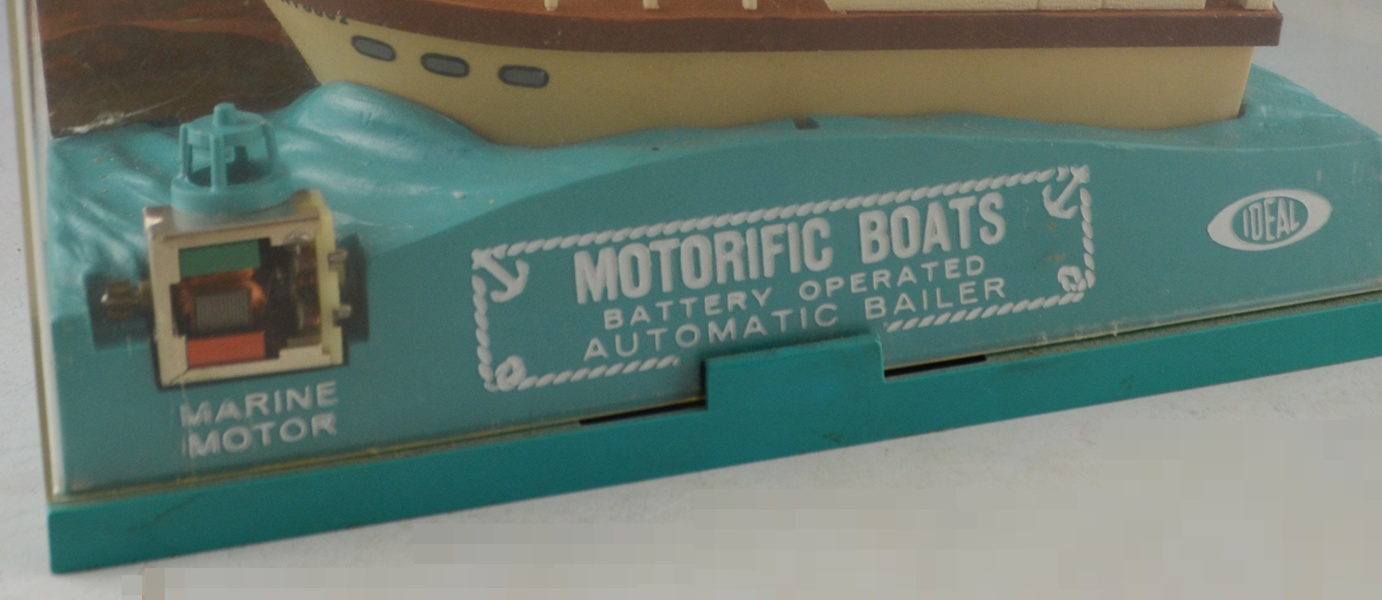 MOTORIFIC BOATS
BATTERY OPERATED
AUTOMATIC BAILER
IDEAL
MARINE
MOTOR